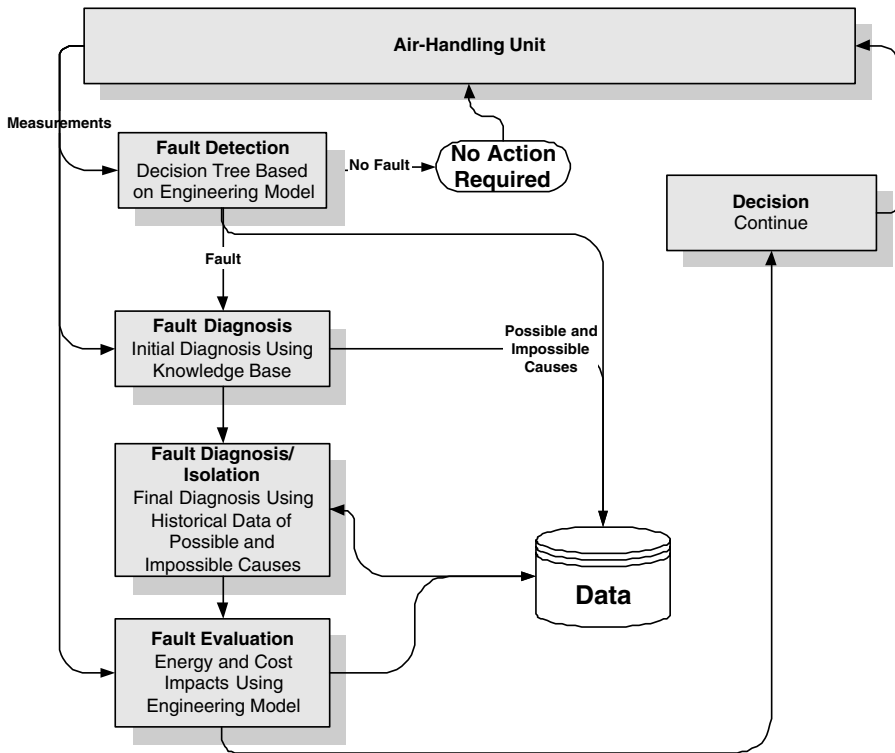 Air-Handling Unit
Measurements
Fault Detection
Decision Tree Based
on Engineering Model
No Fault
No Action
Required
Decision
Continue
Fault
Fault Diagnosis
Initial Diagnosis Using
Knowledge Base
Possible and
Impossible
Causes
Fault Diagnosis/
Isolation
Final Diagnosis Using
Historical Data of
Possible and
Impossible Causes
Data
Fault Evaluation
Energy and Cost
Impacts Using
Engineering Model